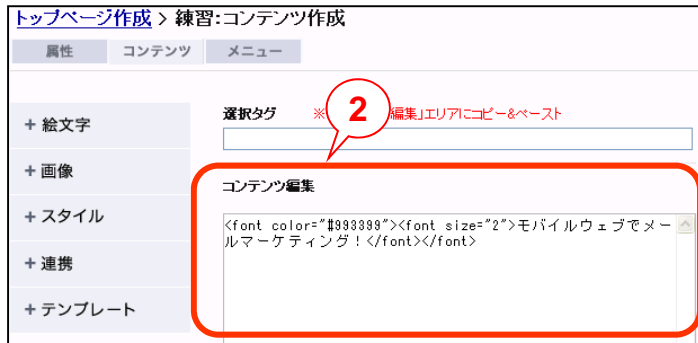 トップページ作成 > 練習:コンテンツ作成
属性 コンテンツ メニュー
+ 絵文字
+ 画像
+ スタイル
+ 連携
+ テンプレート
選択タグ ※
2
編集」エリアにコピー&ペースト
コンテンツ編集
<font color="#993399"><font size="2">モバイルウェブでメー
ルマーケティング！</font></font>